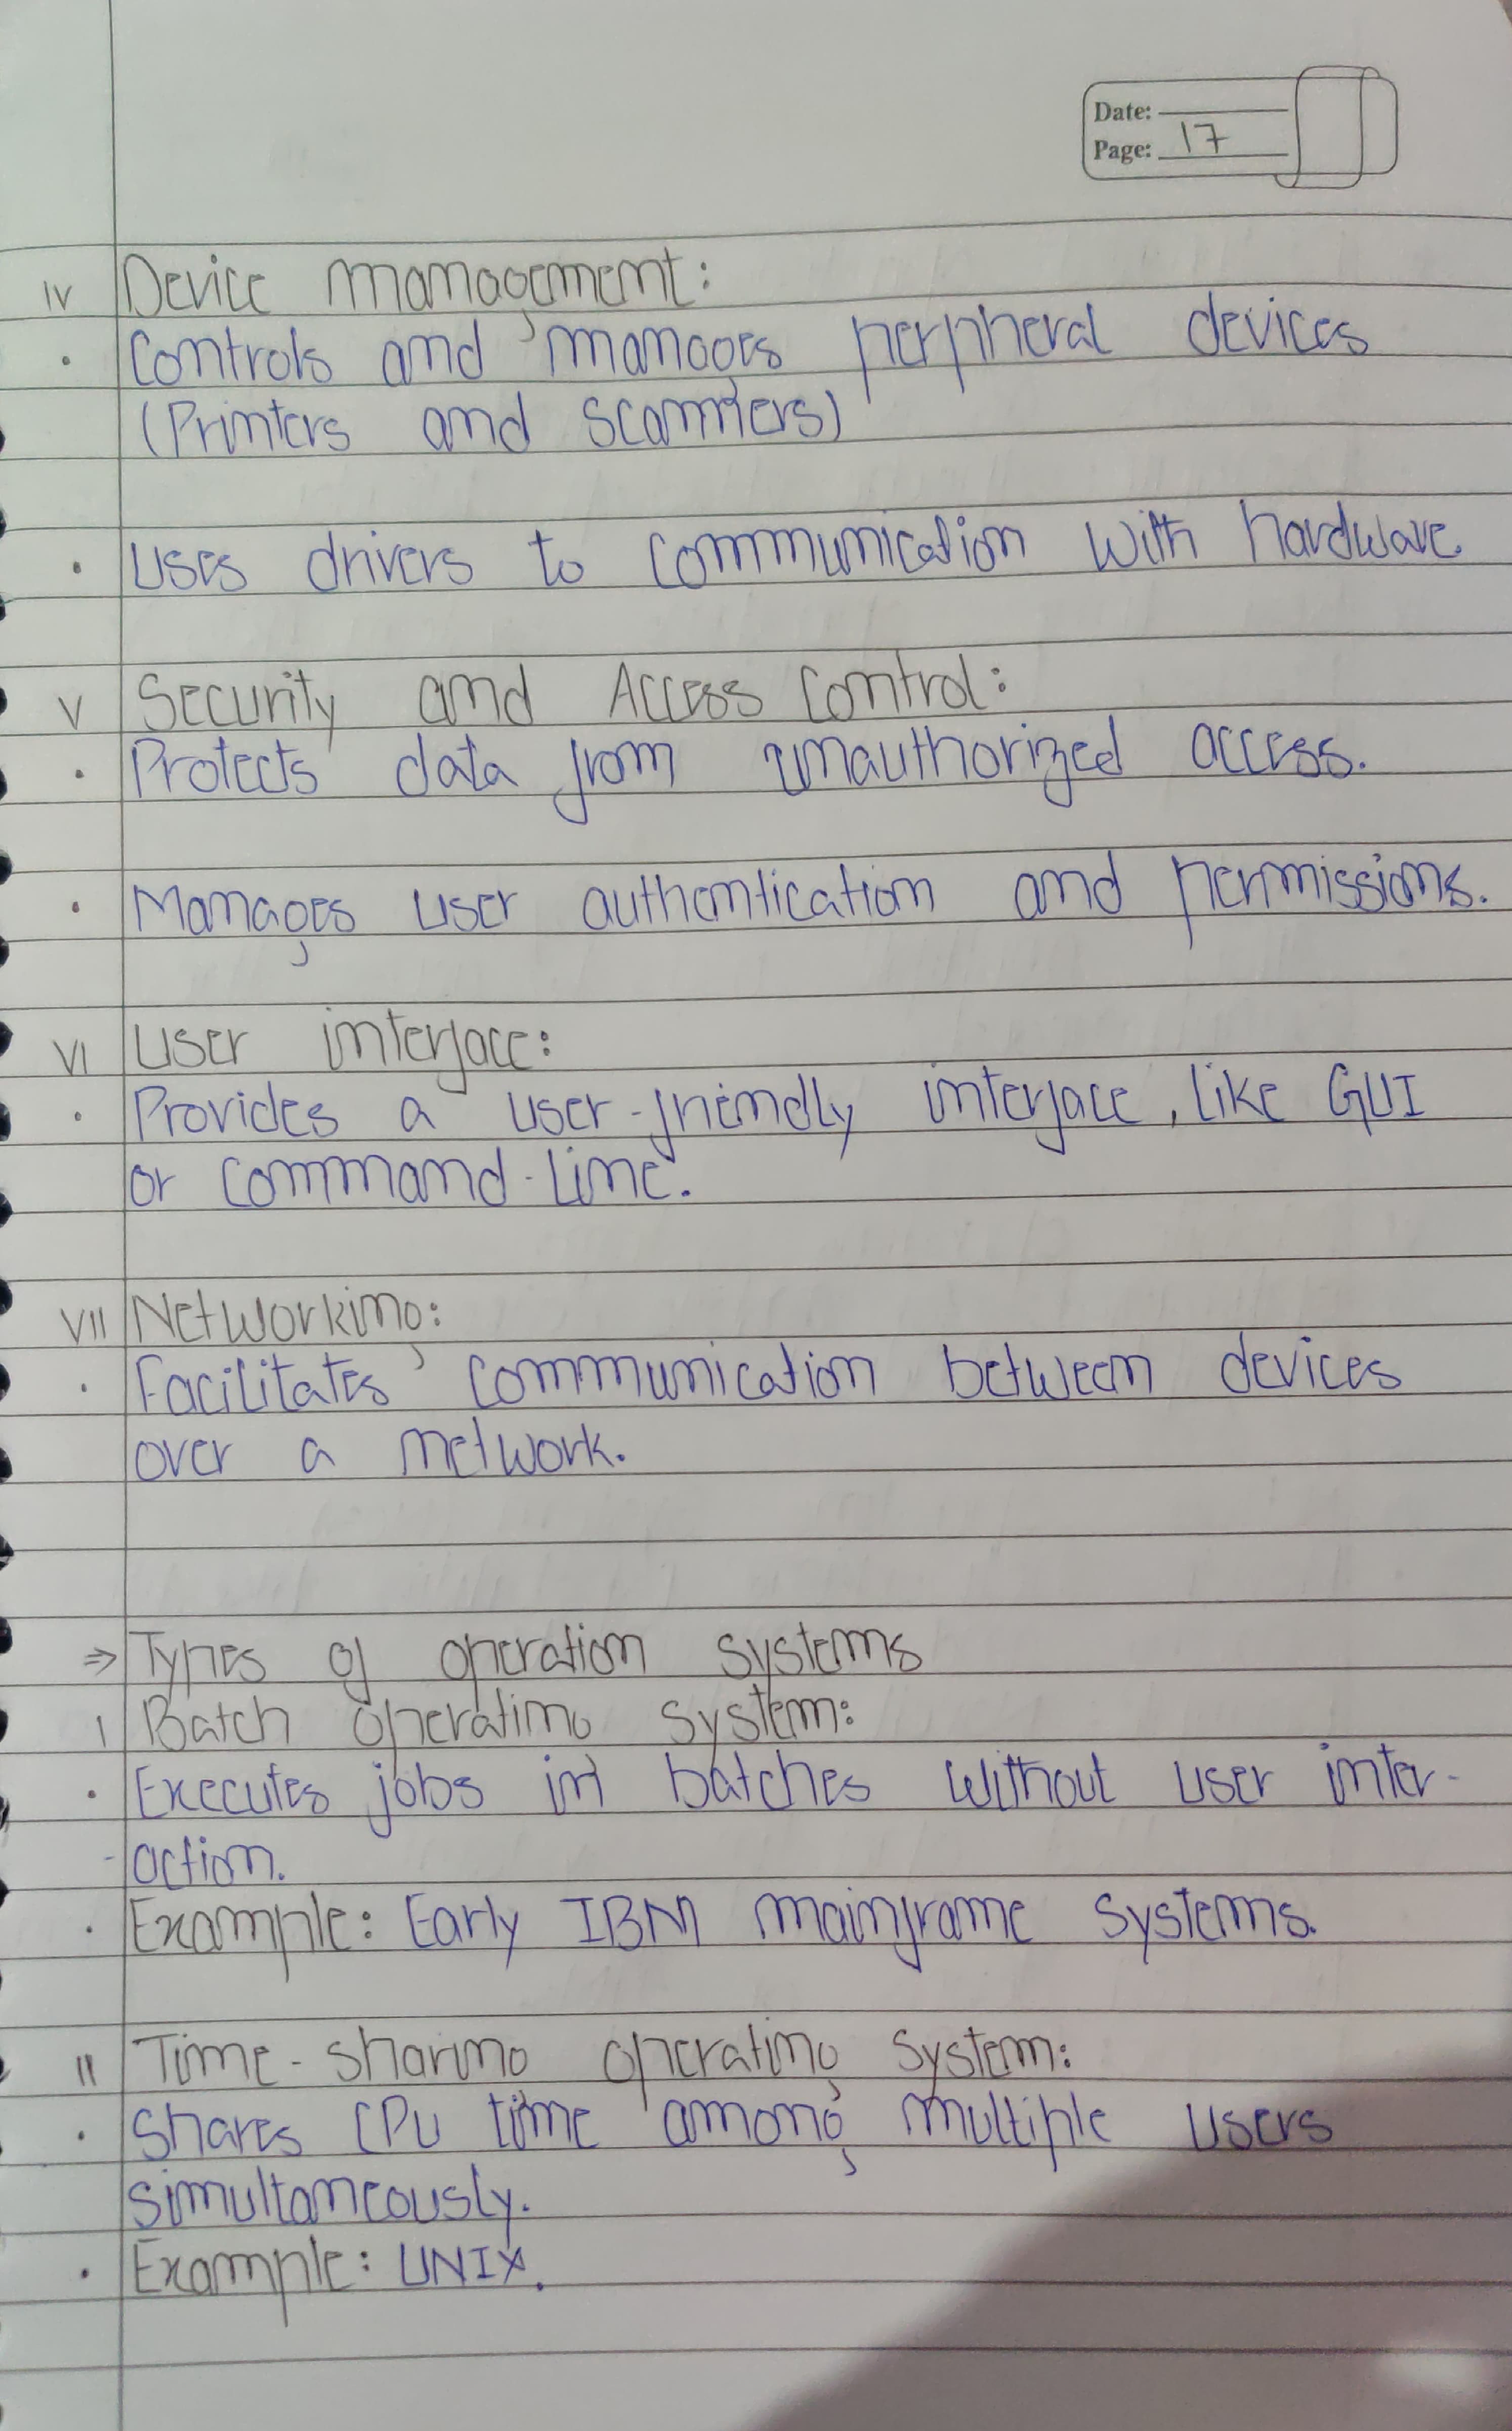 Date:
Page: 17
iv Device management:
· Controls and manages perpheral devices
(Printers and scanners)
· Uses drivers to communication with hardware.
v Security and Access control:
· Protects data from unauthorized access.
· Manages user authentication and permissions.
vi User interface:
· Provides a user-friendly interface, like GUI
or command-line.
vii Networking:
· Facilitates communication between devices
over a network.
⇒ Types of operation systems
i Batch operating system:
· Executes jobs in batches without user inter-
-action.
· Example: Early IBM mainframe systems.
ii Time-sharing operating system:
· Shares CPU time among multiple users
simultaneously.
· Example: UNIX.